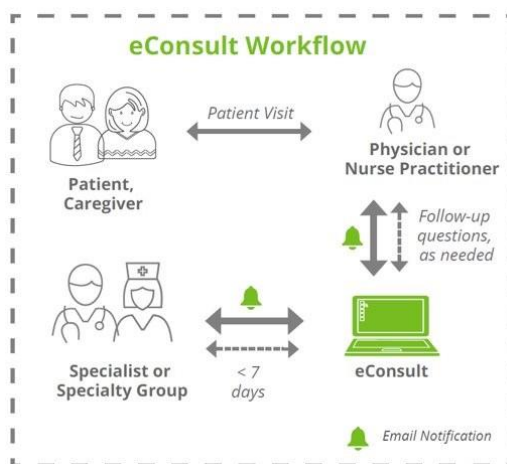 eConsult Workflow
Patient Visit
Patient,
Caregiver
Physician or
Nurse Practitioner
Follow-up
questions,
as needed
Specialist or
Specialty Group
< 7
days
eConsult
Email Notification